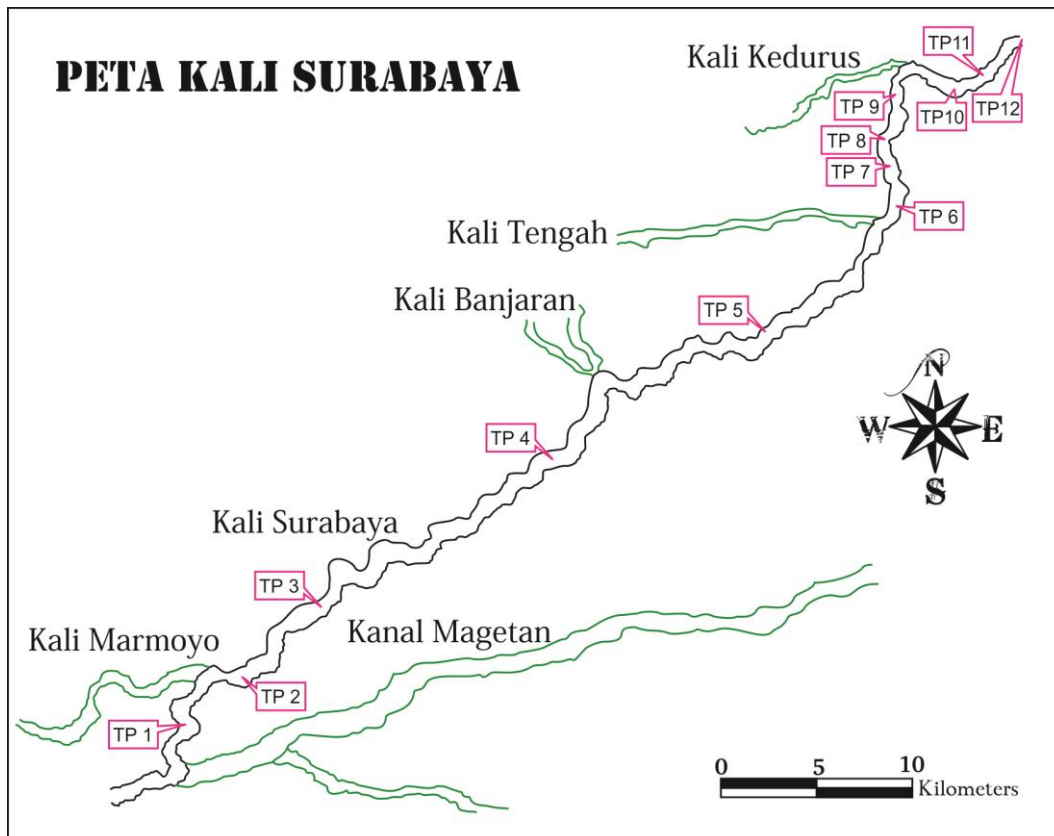 PETA KALI SURABAYA
Kali Kedurus
TP11
TP 9
TP10
TP12
TP 8
TP 7
TP 6
Kali Tengah
Kali Banjaran
TP 5
N
W
E
S
TP 4
Kali Surabaya
TP 3
Kanal Magetan
Kali Marmoyo
TP 2
TP 1
0 5 10
Kilometers